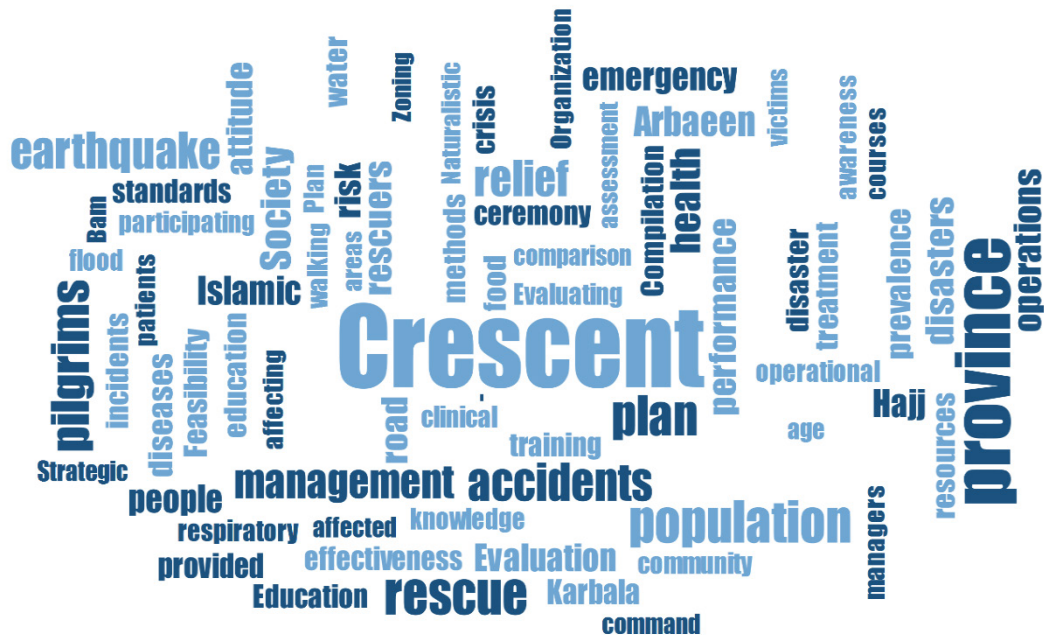 Organization
water
Zoning
Naturalistic
crisis
emergency
victims
Arbaeen
awareness
courses
attitude
earthquake
assessment
standards
Society
Plan
risk
rescuers
relief
Compilation
health
Bam
participating
walking
areas
methods
ceremony
performance
prevalence
disasters
operations
flood
patients
Islamic
food
comparison
Evaluating
disaster
treatment
province
pilgrims
incidents
diseases
Feasibility
education
affecting
Crescent
'
operational
road
clinical
plan
Hajj
resources
training
age
Strategic
people
management
accidents
managers
respiratory
affected
knowledge
population
provided
effectiveness
Evaluation
community
Education
rescue
Karbala
command